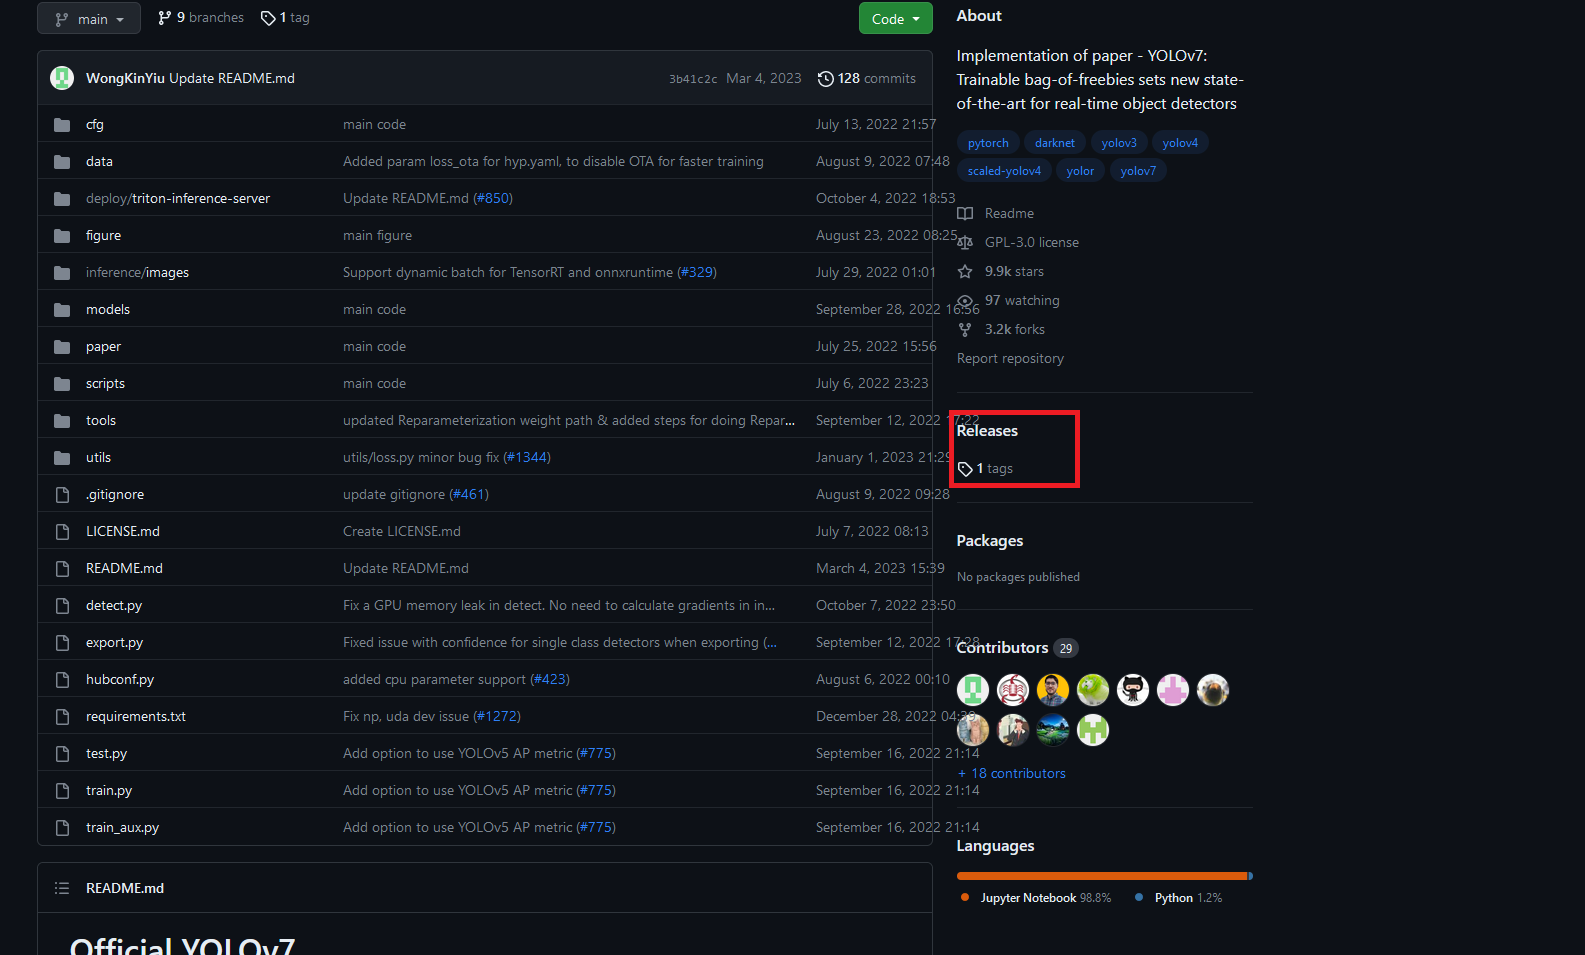 main
9 branches
1 tag
Code
WongKinYiu Update README.md
3b41c2c Mar 4, 2023
128 commits
cfg main code July 13, 2022 21:57
data Added param loss_ota for hyp.yaml, to disable OTA for faster training August 9, 2022 07:48
deploy/triton-inference-server Update README.md (#850) October 4, 2022 18:53
figure main figure August 23, 2022 08:25
inference/images Support dynamic batch for TensorRT and onnxruntime (#329) July 29, 2022 01:01
models main code September 28, 2022 16:56
paper main code July 25, 2022 15:56
scripts main code July 6, 2022 23:23
tools updated Reparameterization weight path & added steps for doing Repar... September 12, 2022 17:22
utils utils/loss.py minor bug fix (#1344) January 1, 2023 21:29
.gitignore update gitignore (#461) August 9, 2022 09:28
LICENSE.md Create LICENSE.md July 7, 2022 08:13
README.md Update README.md March 4, 2023 15:39
detect.py Fix a GPU memory leak in detect. No need to calculate gradients in in... October 7, 2022 23:50
export.py Fixed issue with confidence for single class detectors when exporting (... September 12, 2022 17:28
hubconf.py added cpu parameter support (#423) August 6, 2022 00:10
requirements.txt Fix np, uda dev issue (#1272) December 28, 2022 04:39
test.py Add option to use YOLOv5 AP metric (#775) September 16, 2022 21:14
train.py Add option to use YOLOv5 AP metric (#775) September 16, 2022 21:14
train_aux.py Add option to use YOLOv5 AP metric (#775) September 16, 2022 21:14
README.md
Official YOLOv7
About
Implementation of paper - YOLOv7:
Trainable bag-of-freebies sets new state-
of-the-art for real-time object detectors
pytorch darknet yolov3 yolov4
scaled-yolov4 yolor yolov7
Readme
GPL-3.0 license
9.9k stars
97 watching
3.2k forks
Report repository
Releases
1 tags
Packages
No packages published
Contributors 29
+ 18 contributors
Languages
Jupyter Notebook 98.8% Python 1.2%